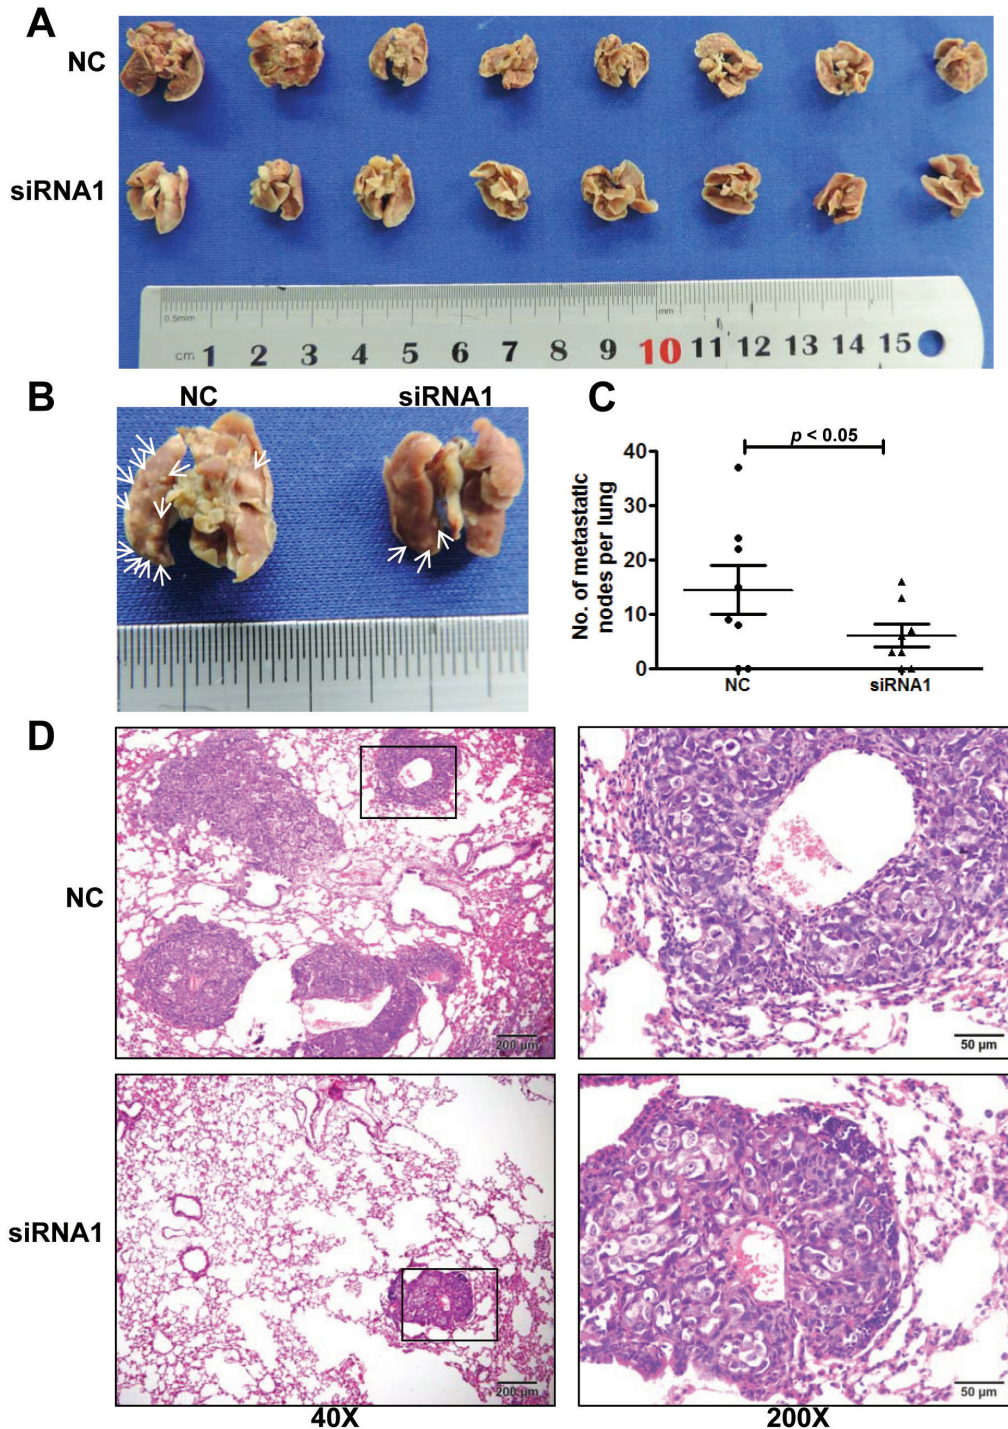 A
NC
siRNA1
0.5mm
mm
cm 1 2 3 4 5 6 7 8 9 10 11 12 13 14 15
B
NC
siRNA1
C
p < 0.05
No. of metastatic
nodes per lung
40
30
20
10
0
NC
siRNA1
D
NC
200 µm
50 µm
siRNA1
200 µm
50 µm
40X
200X